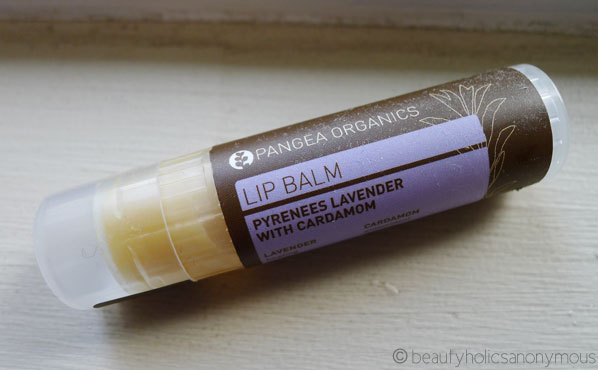 PANGEA ORGANICS
LIP BALM
PYRENEES LAVENDER
WITH CARDAMOM
LAVENDER
CARDAMOM
© beautyholicsanonymous